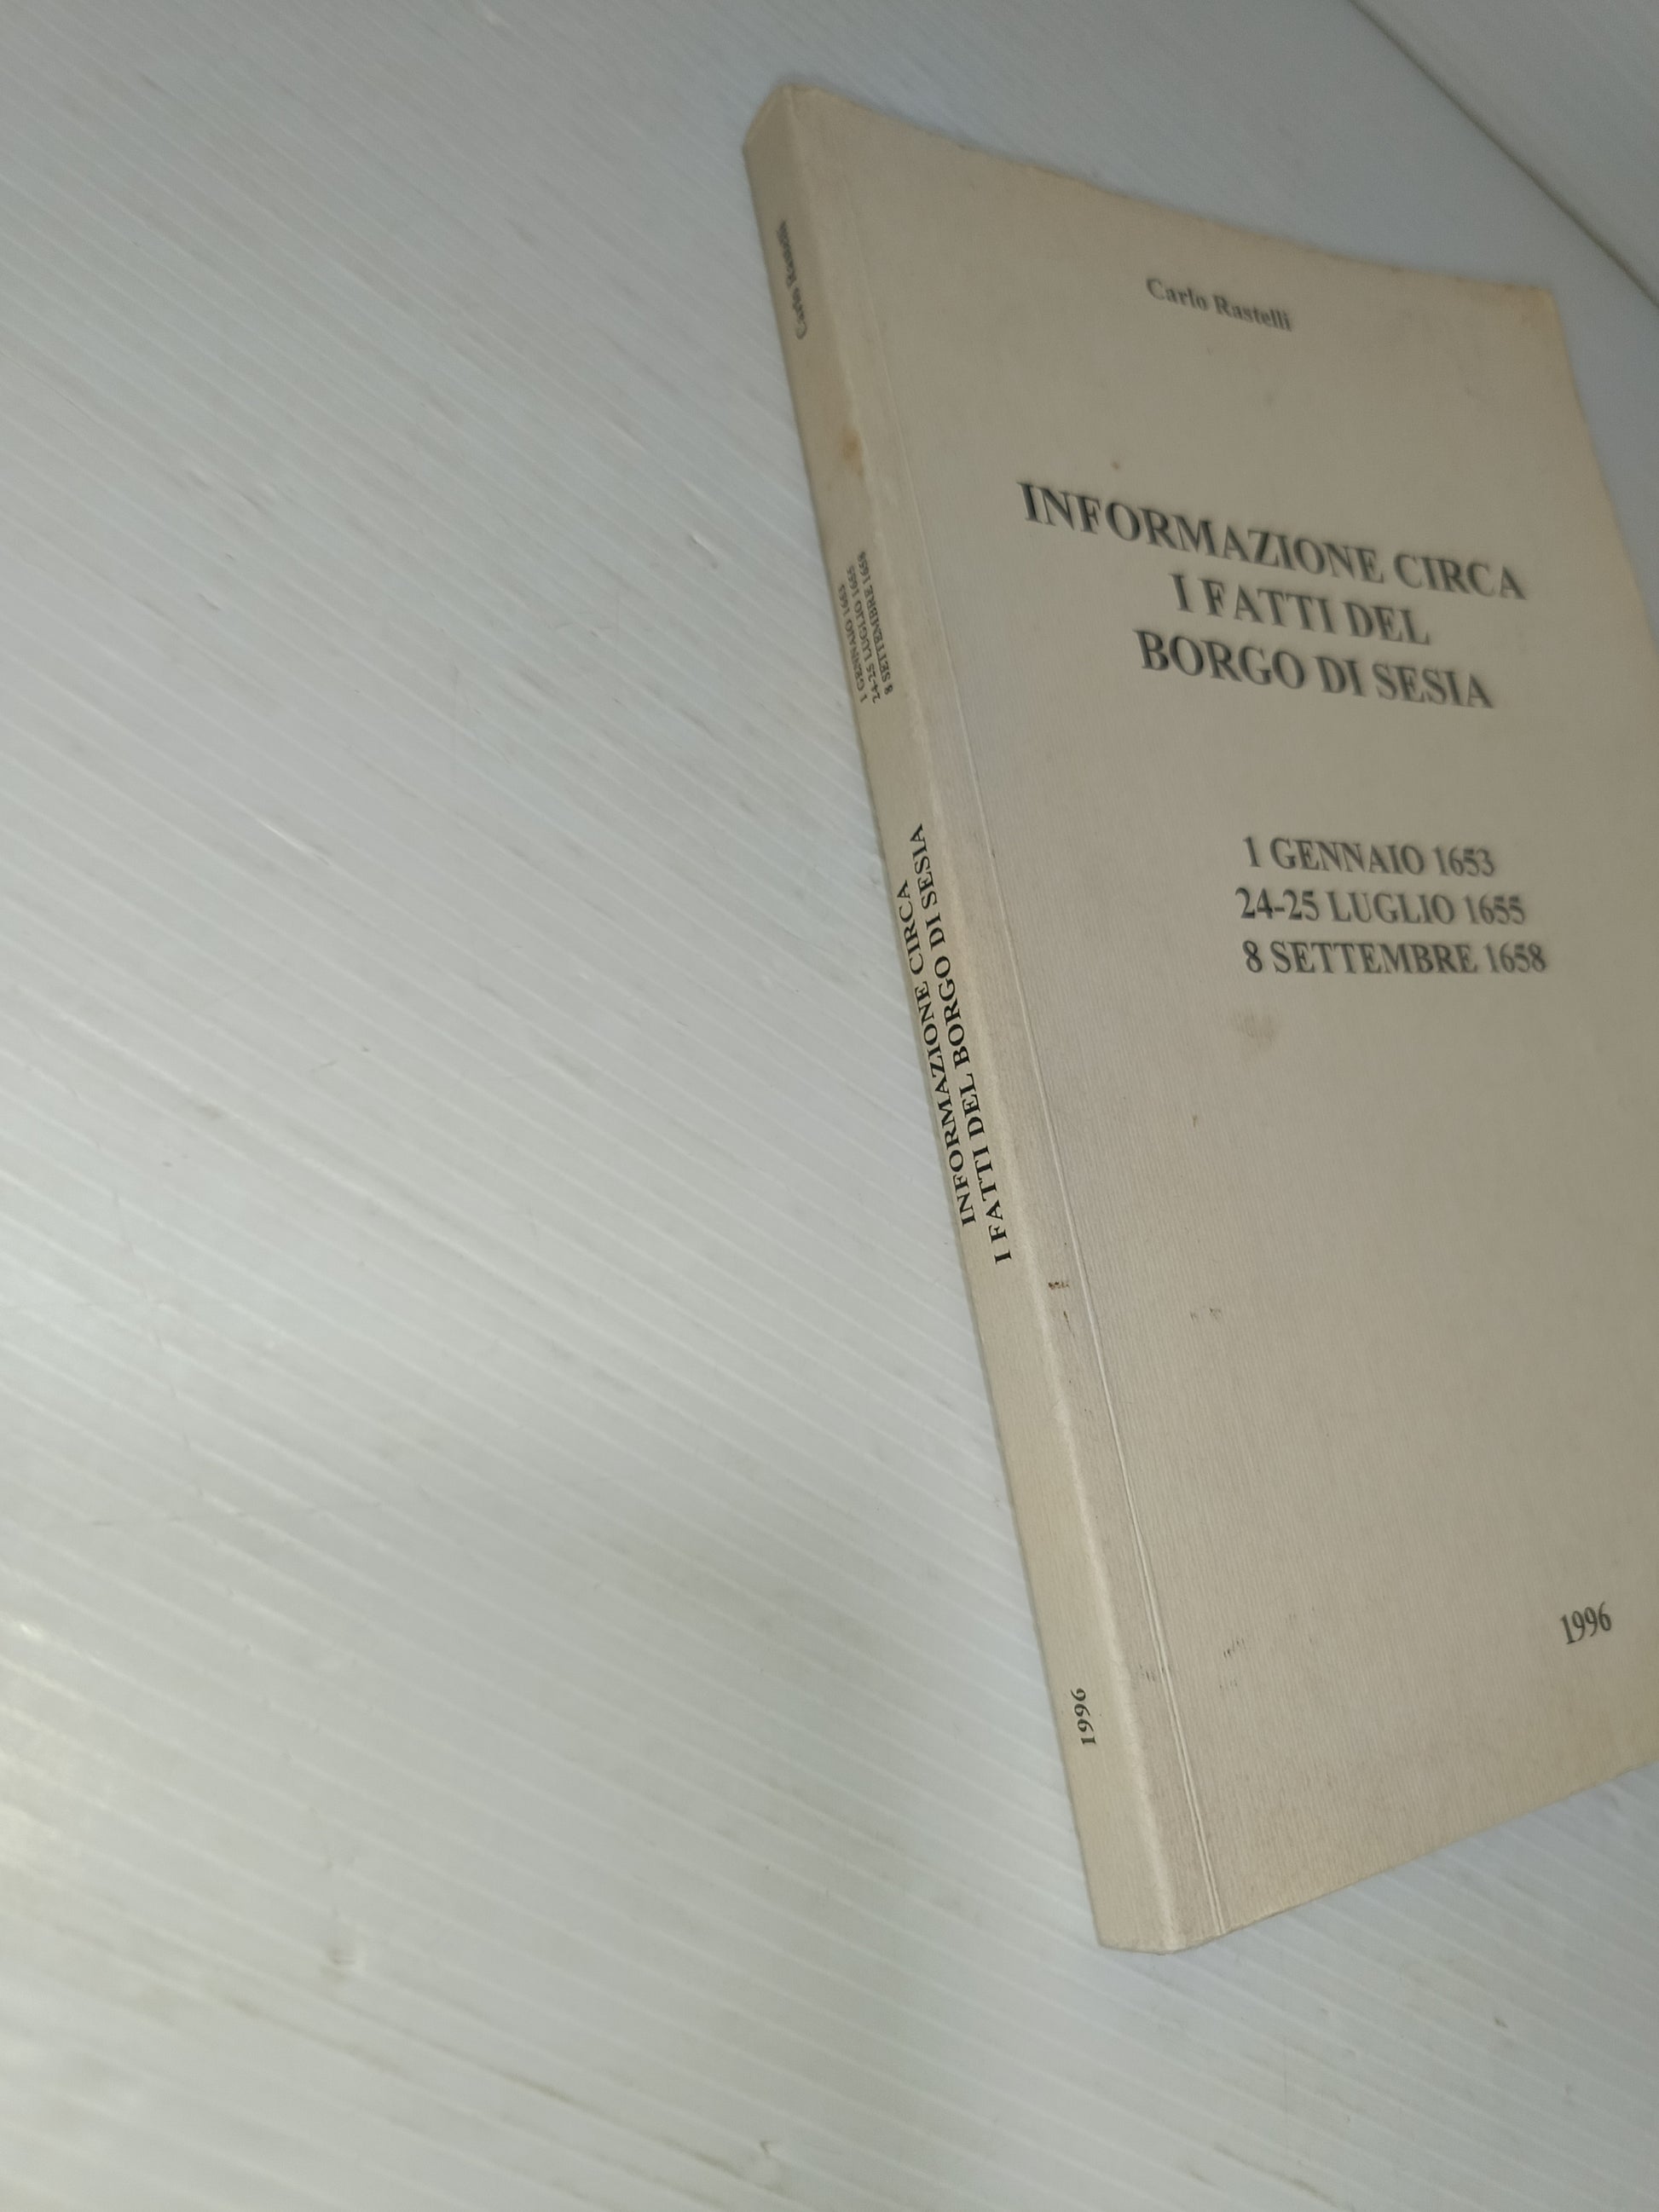 Carlo Rastelli
INFORMAZIONE CIRCA
I FATTI DEL
BORGO DI SESIA
1 GENNAIO 1653
24-25 LUGLIO 1655
8 SETTEMBRE 1658
1996
Carlo Rastelli
1 GENNAIO 1653
24-25 LUGLIO 1655
8 SETTEMBRE 1658
INFORMAZIONE CIRCA
I FATTI DEL BORGO DI SESIA
1996